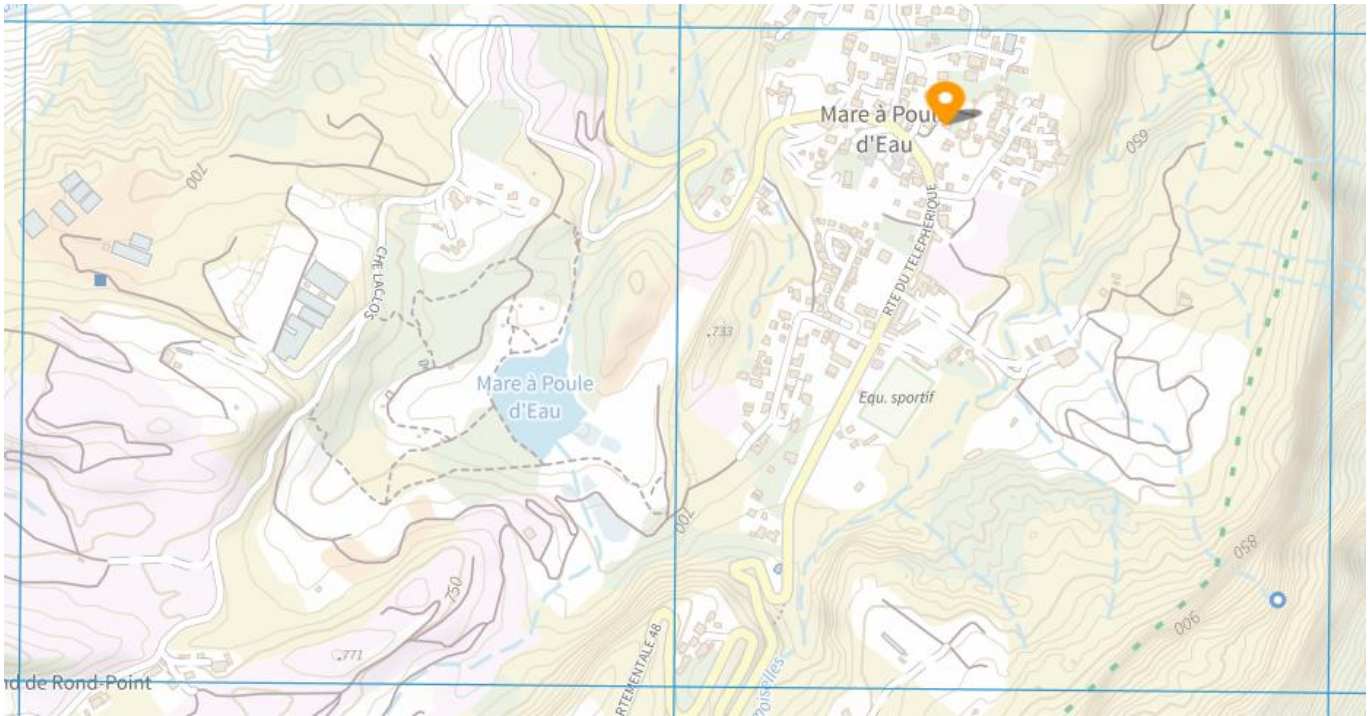 Mare à Poule
d'Eau
650
700
CHE LACLOS
RTE DU TELEPHERIQUE
733
Mare à Poule
d'Eau
Equ. sportif
700
850
750
900
771
nd de Rond-Point
RTEMENTALE 48
noiselles